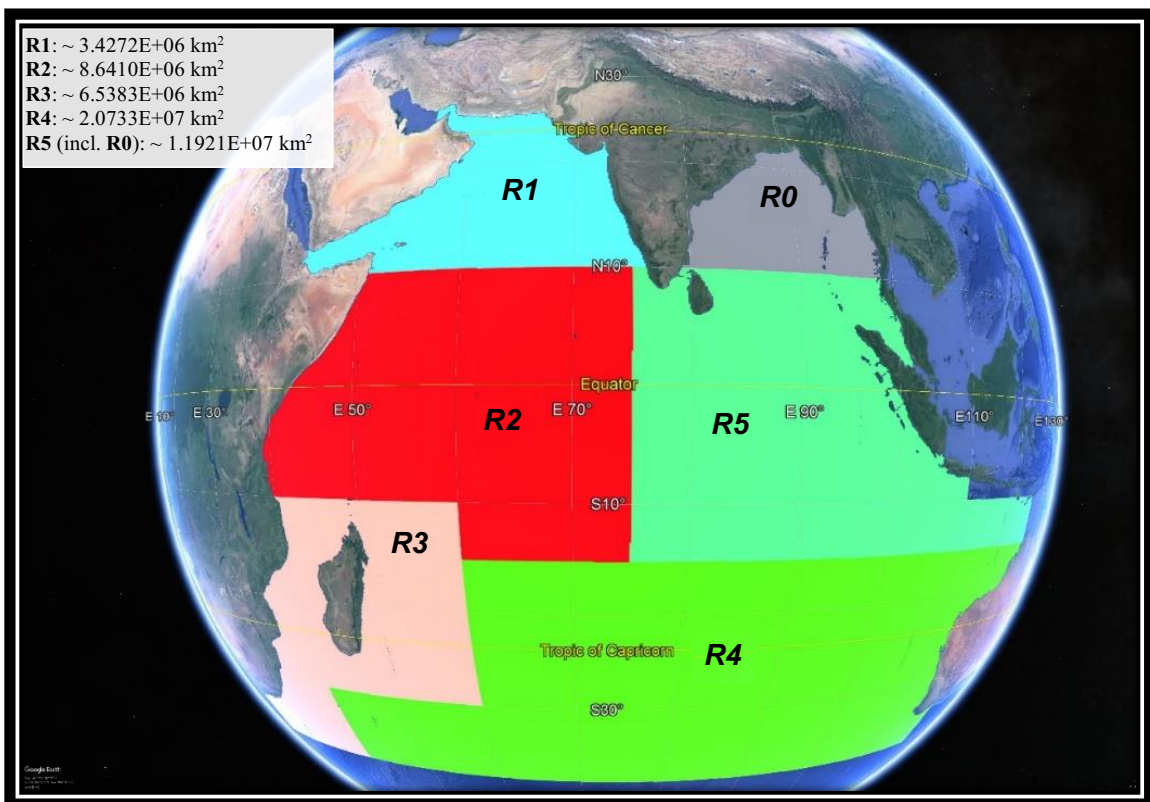 R1: ~ 3.4272E+06 km²
R2: ~ 8.6410E+06 km²
R3: ~ 6.5383E+06 km²
R4: ~ 2.0733E+07 km²
R5 (incl. R0): ~ 1.1921E+07 km²
N30°
Tropic of Cancer
R1
R0
N10°
Equator
E 10°
E 30°
E 50°
E 70°
E 90°
E110°
E130°
R2
R5
S10°
R3
Tropic of Capricorn
R4
S30°
Google Earth